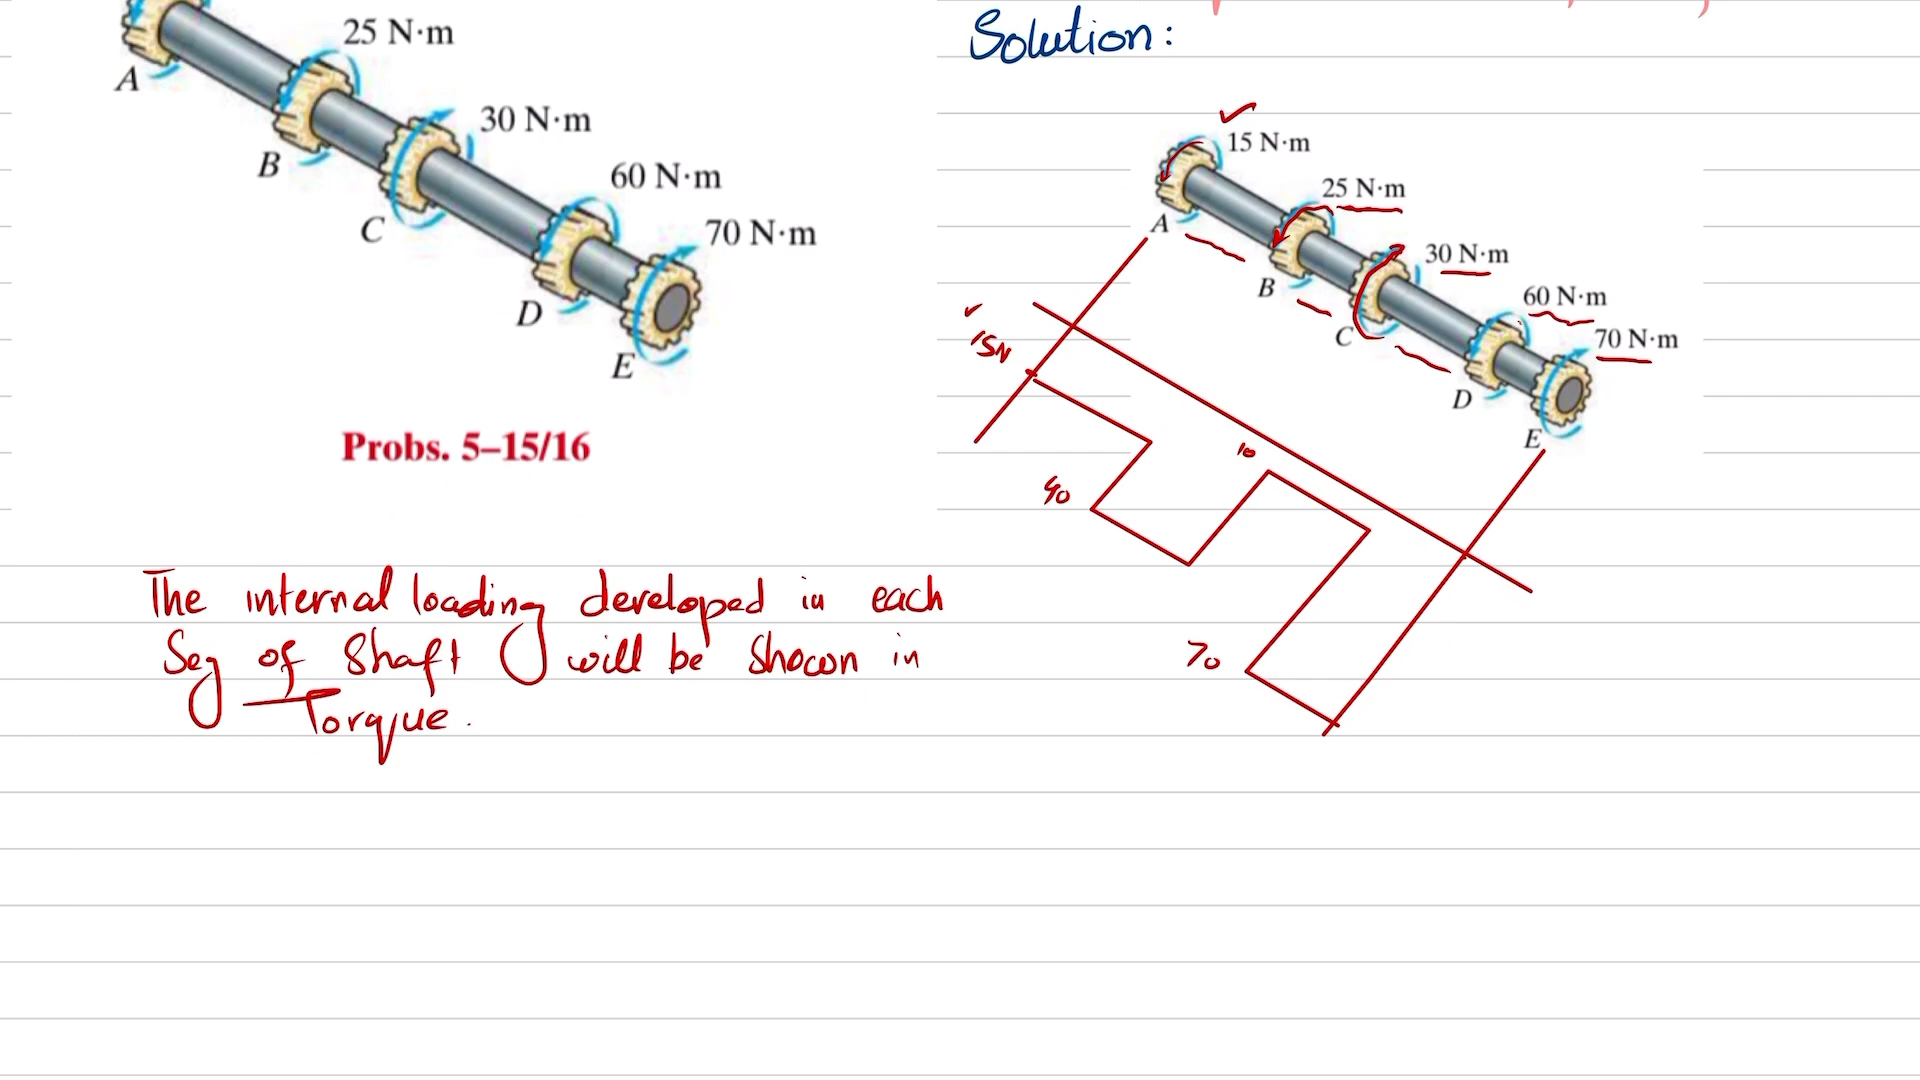 25 N·m
30 N·m
60 N·m
70 N·m
A
B
C
D
E
Probs. 5–15/16
The internal loading developed in each
Seg of Shaft will be shown in
Torque.
Solution:
15 N·m
25 N·m
30 N·m
60 N·m
70 N·m
A
B
C
D
E
15N
40
10
70